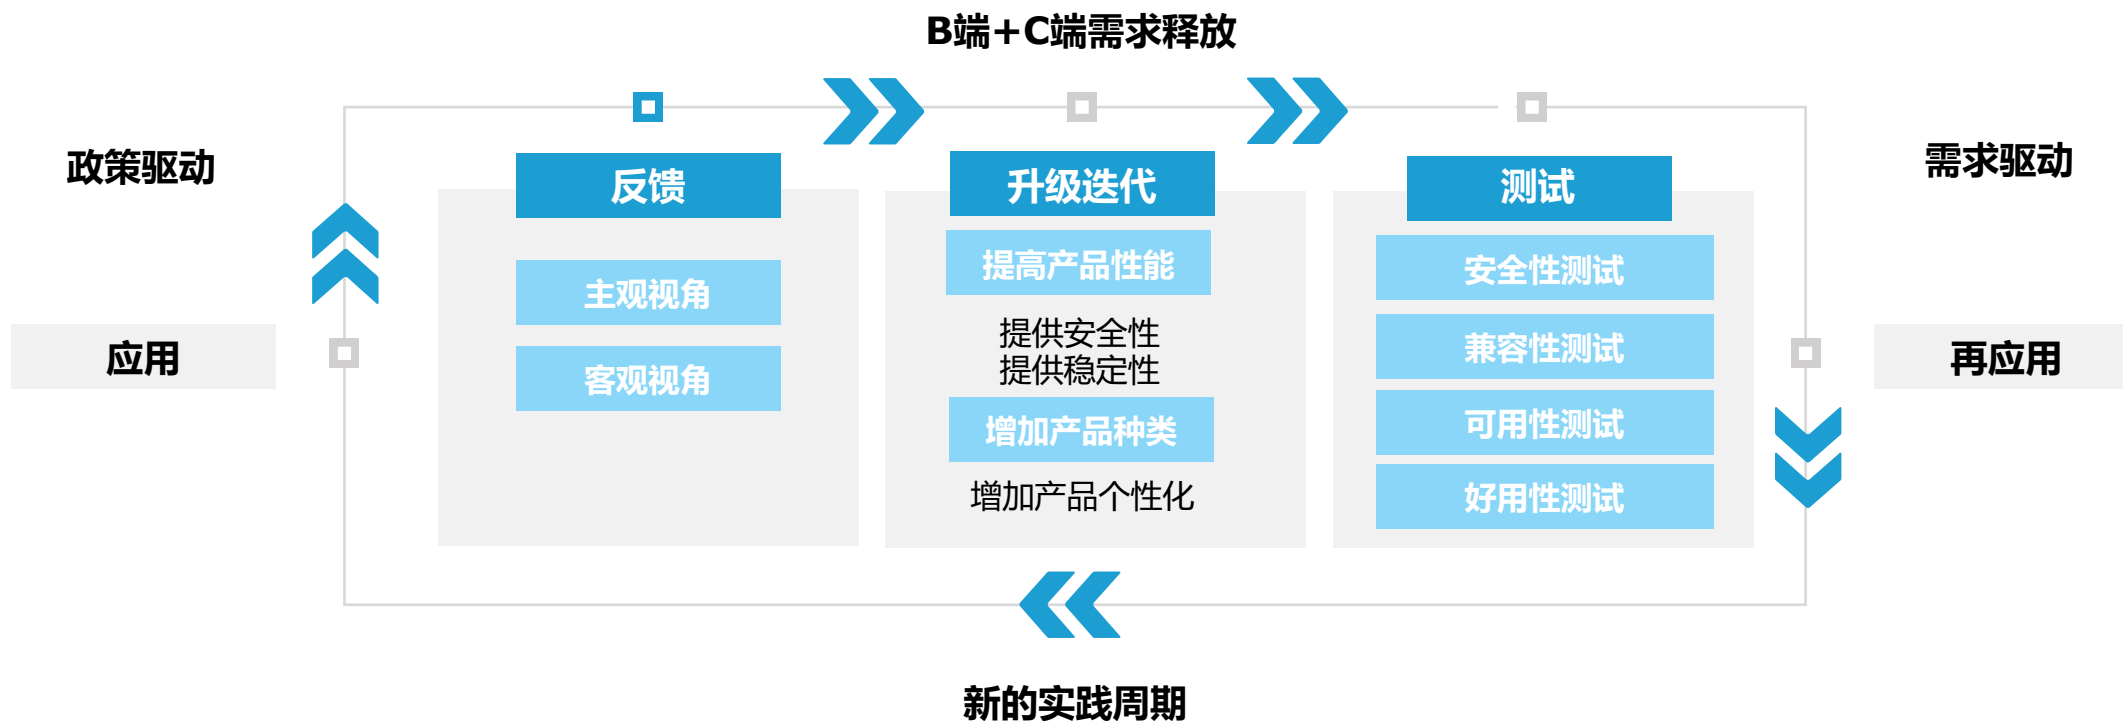 B端+C端需求释放
政策驱动
应用
反馈
主观视角
客观视角
升级迭代
提高产品性能
提供安全性
提供稳定性
增加产品种类
增加产品个性化
测试
安全性测试
兼容性测试
可用性测试
好用性测试
需求驱动
再应用
新的实践周期